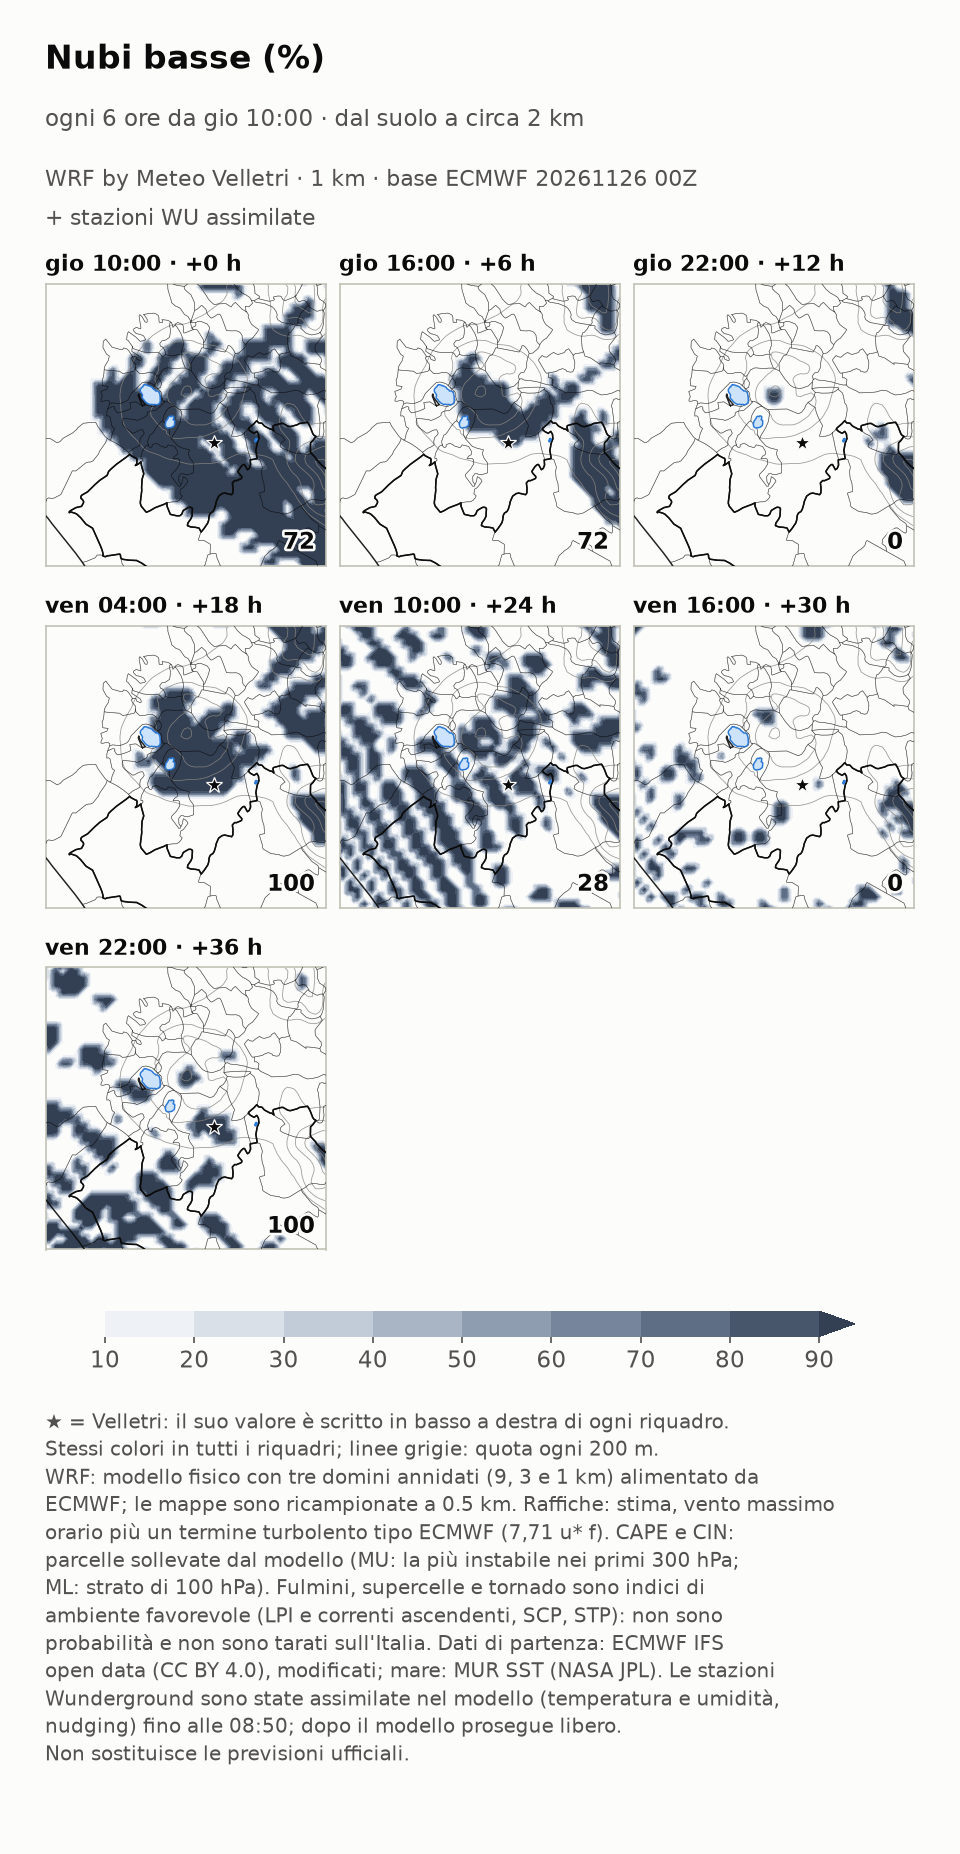 Nubi basse (%)
ogni 6 ore da gio 10:00 · dal suolo a circa 2 km
WRF by Meteo Velletri · 1 km · base ECMWF 20261126 00Z
+ stazioni WU assimilate
gio 10:00 · +0 h
gio 16:00 · +6 h
gio 22:00 · +12 h
72
72
0
ven 04:00 · +18 h
ven 10:00 · +24 h
ven 16:00 · +30 h
100
28
0
ven 22:00 · +36 h
100
10 20 30 40 50 60 70 80 90
★ = Velletri: il suo valore è scritto in basso a destra di ogni riquadro.
Stessi colori in tutti i riquadri; linee grigie: quota ogni 200 m.
WRF: modello fisico con tre domini annidati (9, 3 e 1 km) alimentato da
ECMWF; le mappe sono ricampionate a 0.5 km. Raffiche: stima, vento massimo
orario più un termine turbolento tipo ECMWF (7,71 u* f). CAPE e CIN:
parcelle sollevate dal modello (MU: la più instabile nei primi 300 hPa;
ML: strato di 100 hPa). Fulmini, supercelle e tornado sono indici di
ambiente favorevole (LPI e correnti ascendenti, SCP, STP): non sono
probabilità e non sono tarati sull'Italia. Dati di partenza: ECMWF IFS
open data (CC BY 4.0), modificati; mare: MUR SST (NASA JPL). Le stazioni
Wunderground sono state assimilate nel modello (temperatura e umidità,
nudging) fino alle 08:50; dopo il modello prosegue libero.
Non sostituisce le previsioni ufficiali.